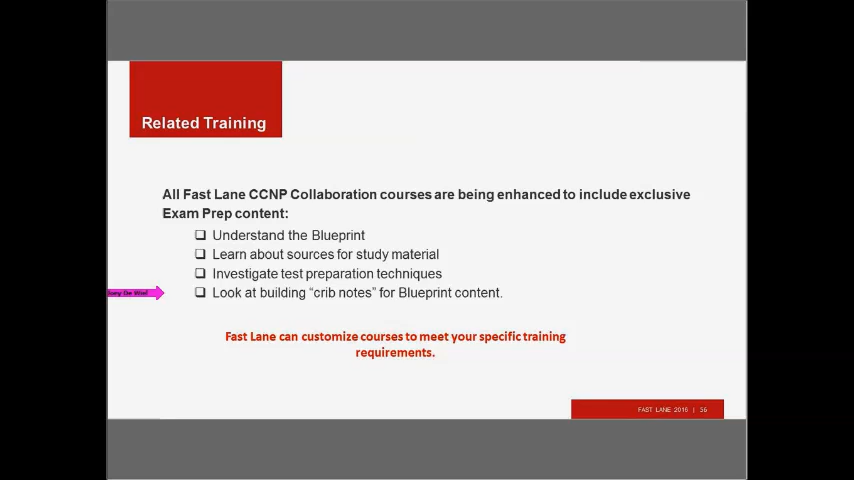 Related Training
All Fast Lane CCNP Collaboration courses are being enhanced to include exclusive
Exam Prep content:
Understand the Blueprint
Learn about sources for study material
Investigate test preparation techniques
Look at building “crib notes” for Blueprint content.
Fast Lane can customize courses to meet your specific training
requirements.
FAST LANE 2016 | 56